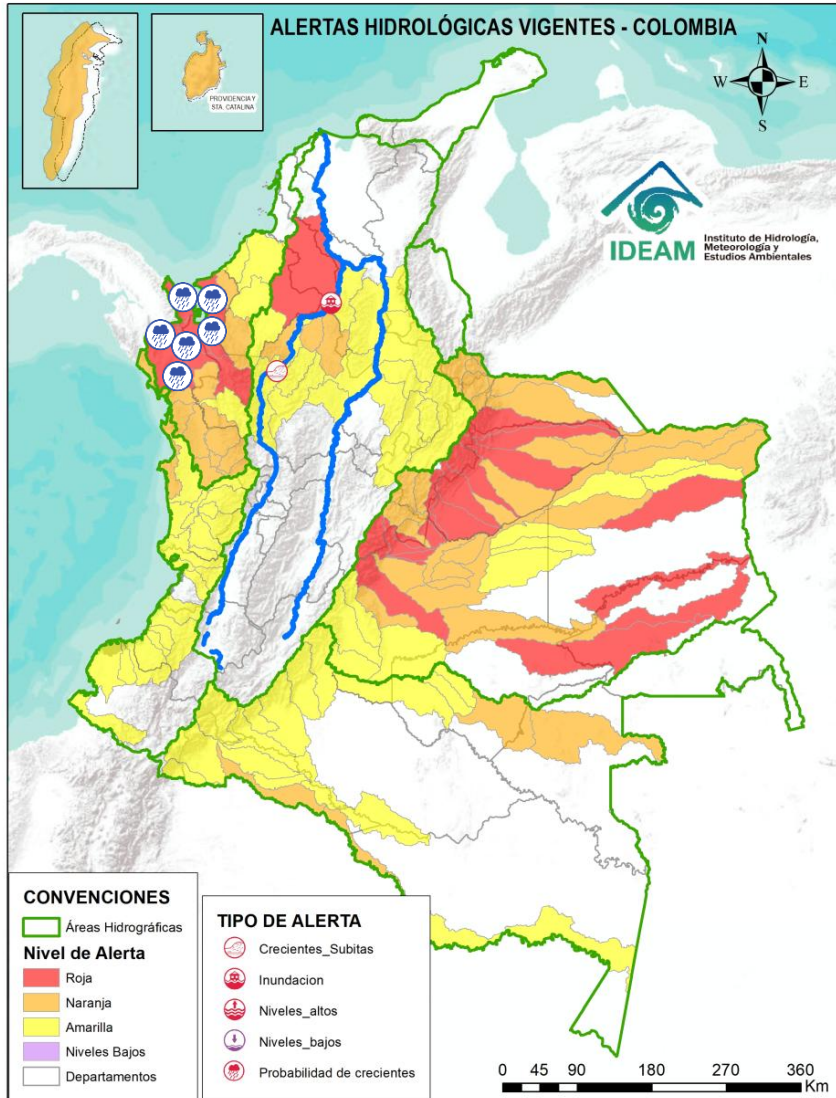 ALERTAS HIDROLÓGICAS VIGENTES - COLOMBIA
PROVIDENCIA Y
STA. CATALINA
N
W
E
S
IDEAM
Instituto de Hidrología,
Meteorología y
Estudios Ambientales
CONVENCIONES
Áreas Hidrográficas
Nivel de Alerta
Roja
Naranja
Amarilla
Niveles Bajos
Departamentos
TIPO DE ALERTA
Crecientes_Subitas
Inundacion
Niveles_altos
Niveles_bajos
Probabilidad de crecientes
0 45 90 180 270 360
Km